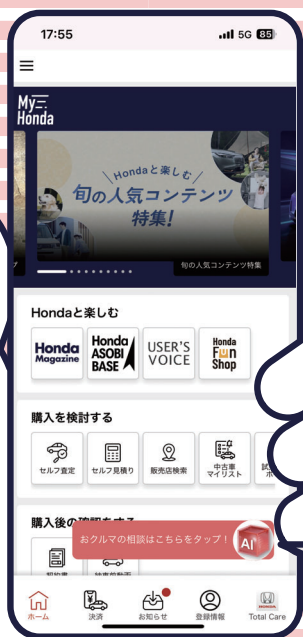 17:55
5G 85
My
Honda
Hondaと楽しむ
旬の人気コンテンツ
特集!
旬の人気コンテンツ特集
Hondaと楽しむ
Honda
Magazine
Honda
ASOBI
BASE
USER'S
VOICE
Honda
Fun
Shop
購入を検討する
セルフ査定
セルフ見積り
販売店検索
中古車
マイリスト
購入後の
おクルマの相談はこちらをタップ!
AI
ホーム
決済
お知らせ
登録情報
HONDA
Total Care